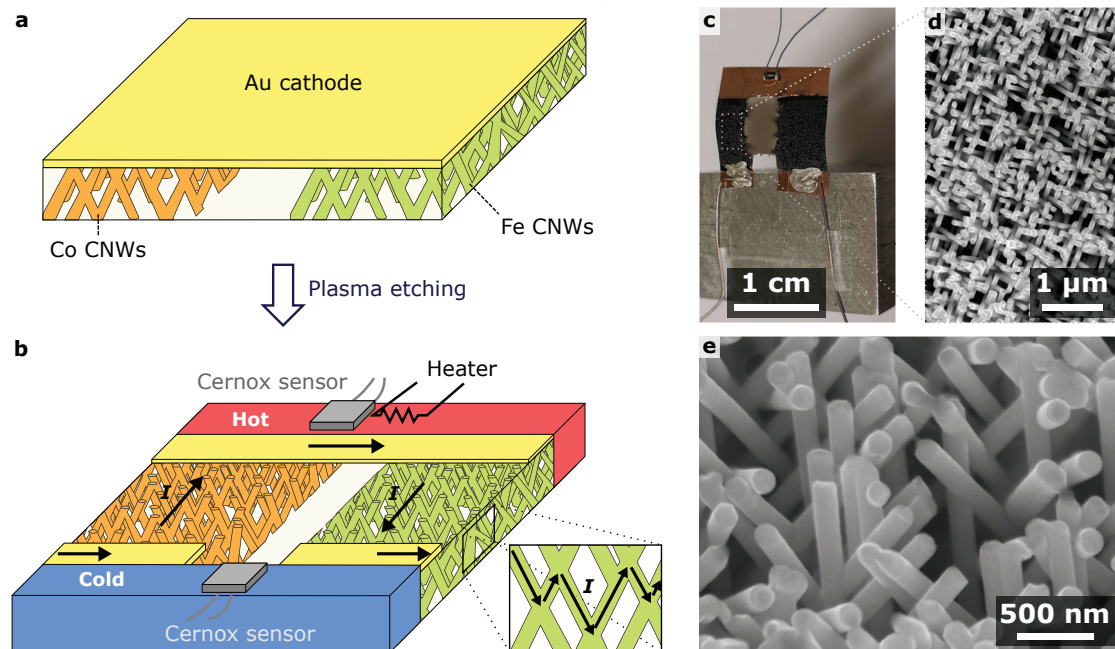 a
Au cathode
Co CNWs
Fe CNWs
Plasma etching
b
Cernox sensor
Heater
Hot
I
I
Cold
Cernox sensor
I
c
1 cm
d
1 µm
e
500 nm